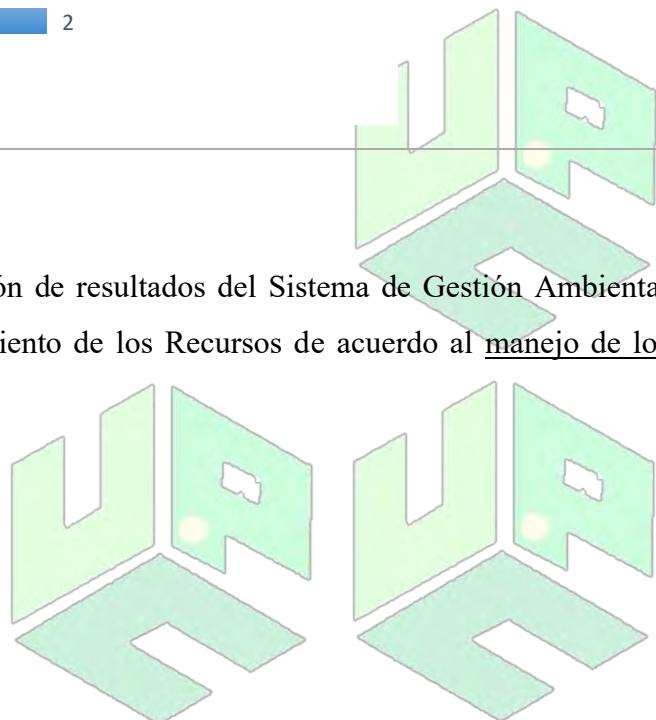 2
ón de resultados del Sistema de Gestión Ambienta
iento de los Recursos de acuerdo al manejo de lo